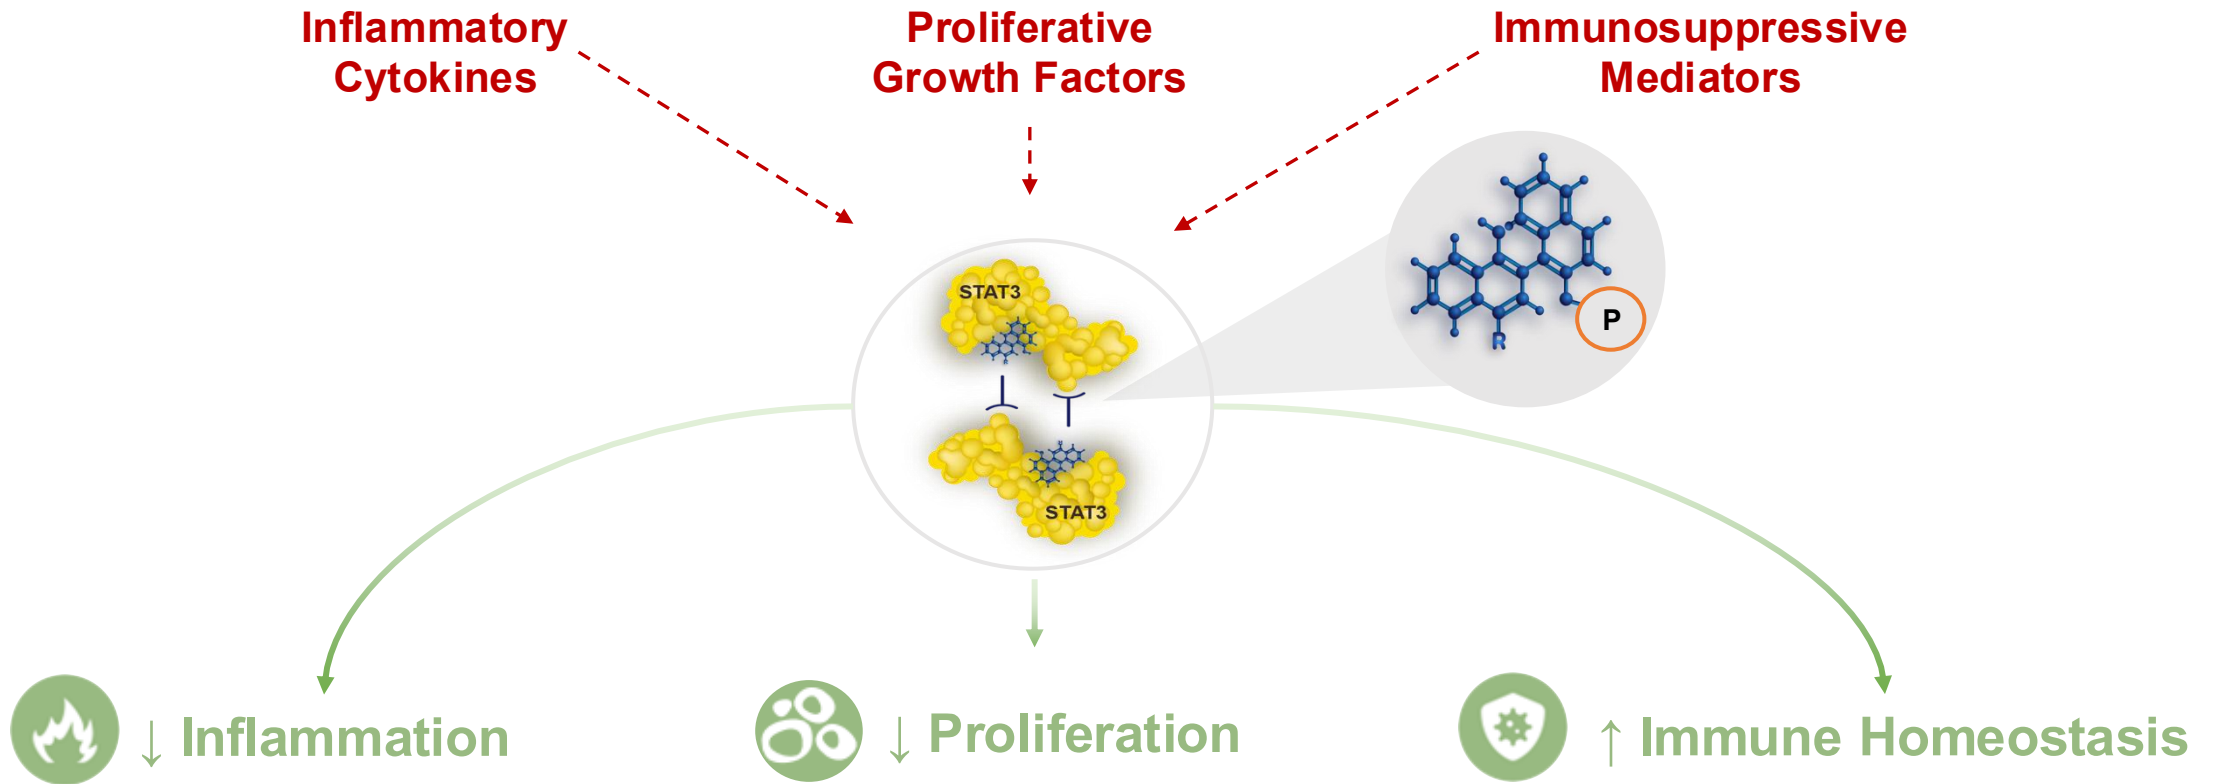 Inflammatory
Cytokines
Proliferative
Growth Factors
Immunosuppressive
Mediators
STAT3
P
R
STAT3
↓ Inflammation
↓ Proliferation
↑ Immune Homeostasis